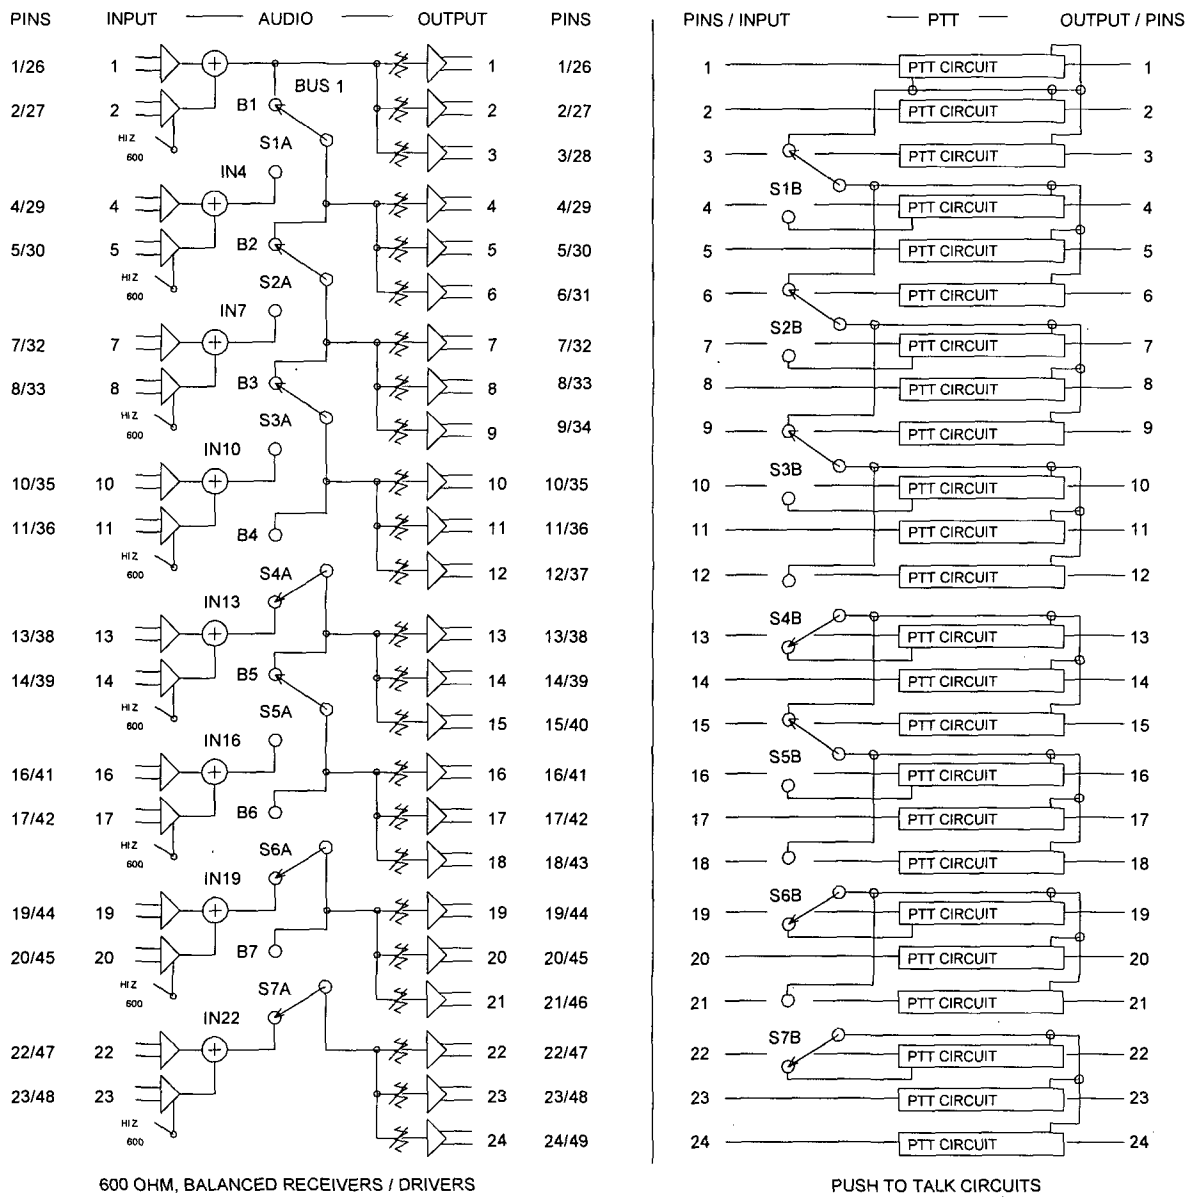 PINS INPUT AUDIO OUTPUT PINS PINS / INPUT PTT OUTPUT / PINS
1/26 1 1 1/26 1 PTT CIRCUIT 1
BUS 1
2/27 2 B1 2 2/27 2 PTT CIRCUIT 2
HI Z
600
S1A
3 3/28 3 PTT CIRCUIT 3
IN4
S1B
4/29 4 4 4/29 4 PTT CIRCUIT 4
5/30 5 B2 5 5/30 5 PTT CIRCUIT 5
HI Z
600
S2A
6 6/31 6 PTT CIRCUIT 6
IN7
S2B
7/32 7 7 7/32 7 PTT CIRCUIT 7
8/33 8 B3 8 8/33 8 PTT CIRCUIT 8
HI Z
600
S3A
9 9/34 9 PTT CIRCUIT 9
IN10
S3B
10/35 10 10 10/35 10 PTT CIRCUIT 10
11/36 11 B4 11 11/36 11 PTT CIRCUIT 11
HI Z
600
S4A
12 12/37 12 PTT CIRCUIT 12
IN13
S4B
13/38 13 13 13/38 13 PTT CIRCUIT 13
14/39 14 B5 14 14/39 14 PTT CIRCUIT 14
HI Z
600
S5A
15 15/40 15 PTT CIRCUIT 15
IN16
S5B
16/41 16 16 16/41 16 PTT CIRCUIT 16
17/42 17 B6 17 17/42 17 PTT CIRCUIT 17
HI Z
600
S6A
18 18/43 18 PTT CIRCUIT 18
IN19
S6B
19/44 19 19 19/44 19 PTT CIRCUIT 19
20/45 20 B7 20 20/45 20 PTT CIRCUIT 20
HI Z
600
S7A
21 21/46 21 PTT CIRCUIT 21
IN22
S7B
22/47 22 22 22/47 22 PTT CIRCUIT 22
23/48 23 23 23/48 23 PTT CIRCUIT 23
HI Z
600
24 24/49 24 PTT CIRCUIT 24
600 OHM, BALANCED RECEIVERS / DRIVERS PUSH TO TALK CIRCUITS